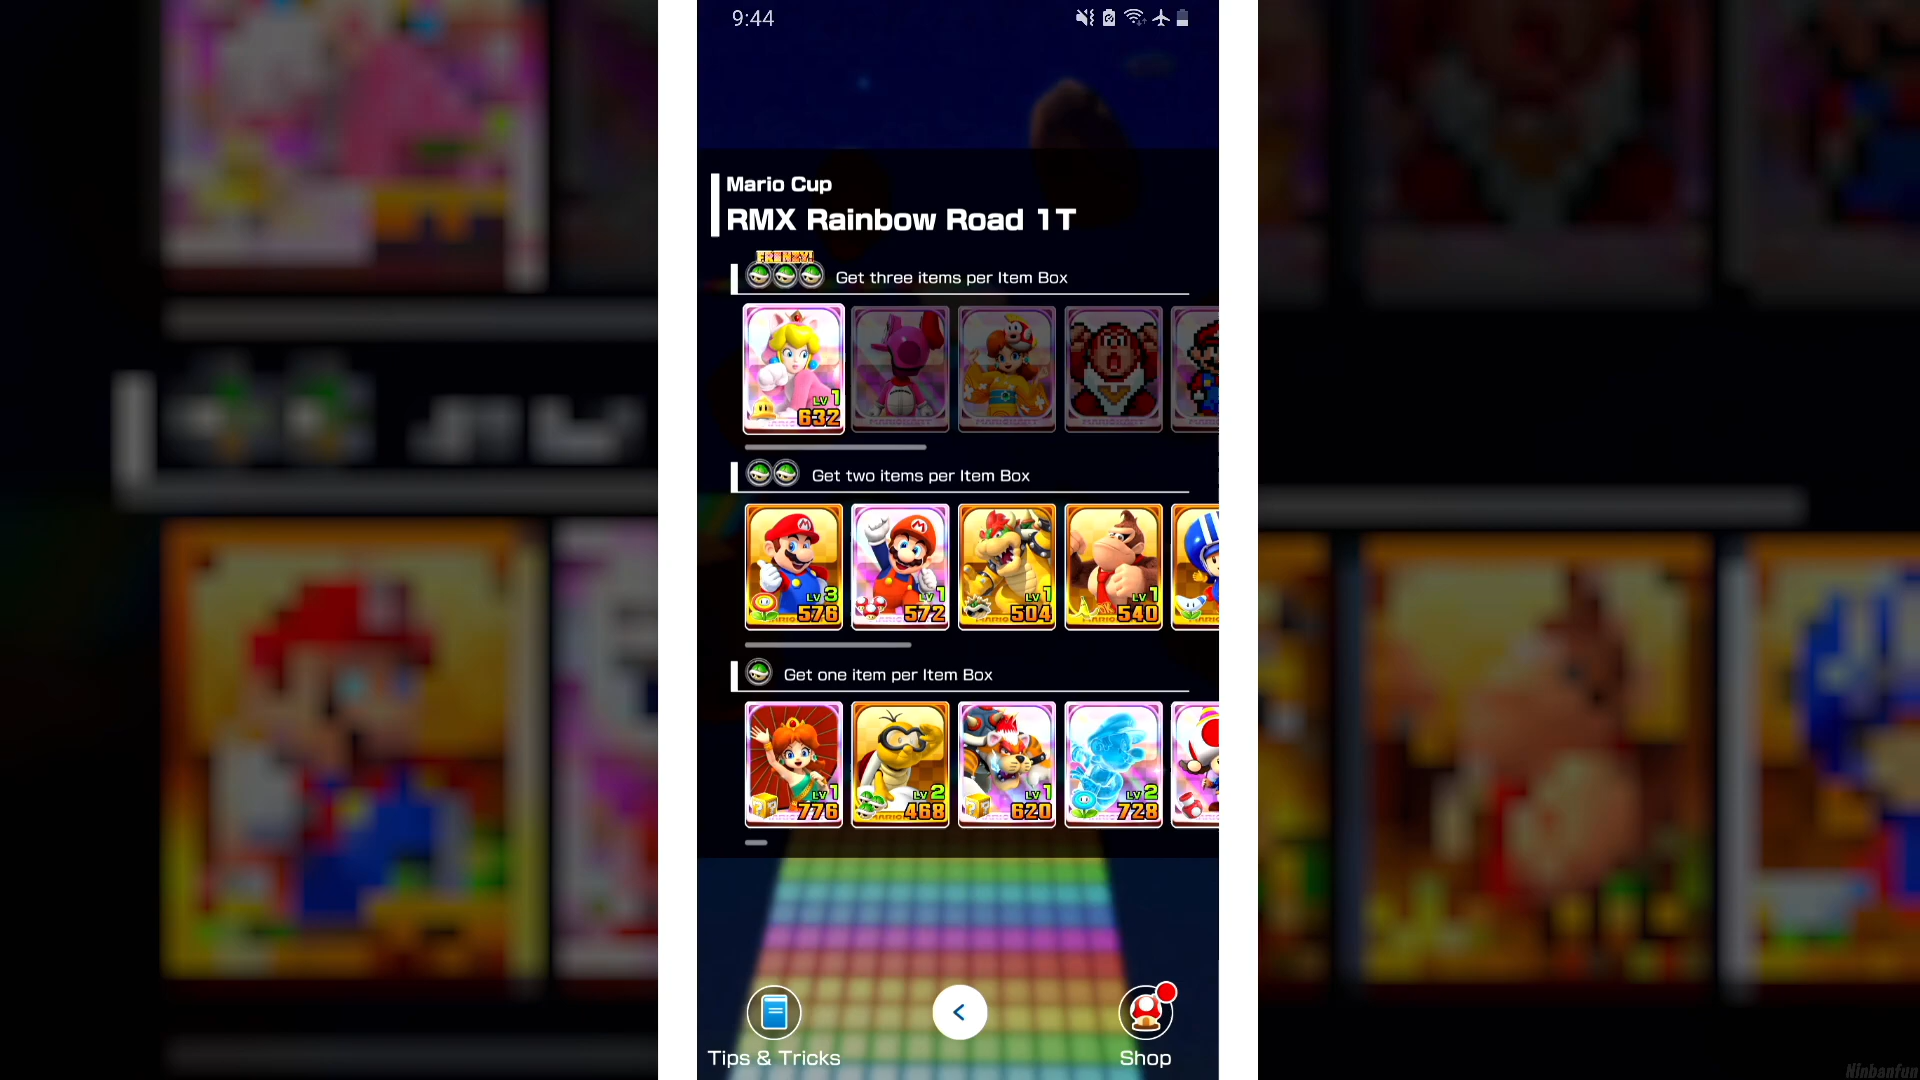 9:44
Mario Cup
RMX Rainbow Road 1T
FRENZY!
Get three items per Item Box
LV 1
632
Get two items per Item Box
LV 3 LV 1 LV 1 LV 1
576 572 504 540
Get one item per Item Box
LV 1 LV 2 LV 1 LV 2
776 468 620 728
Tips & Tricks
Shop
Ninbanfun